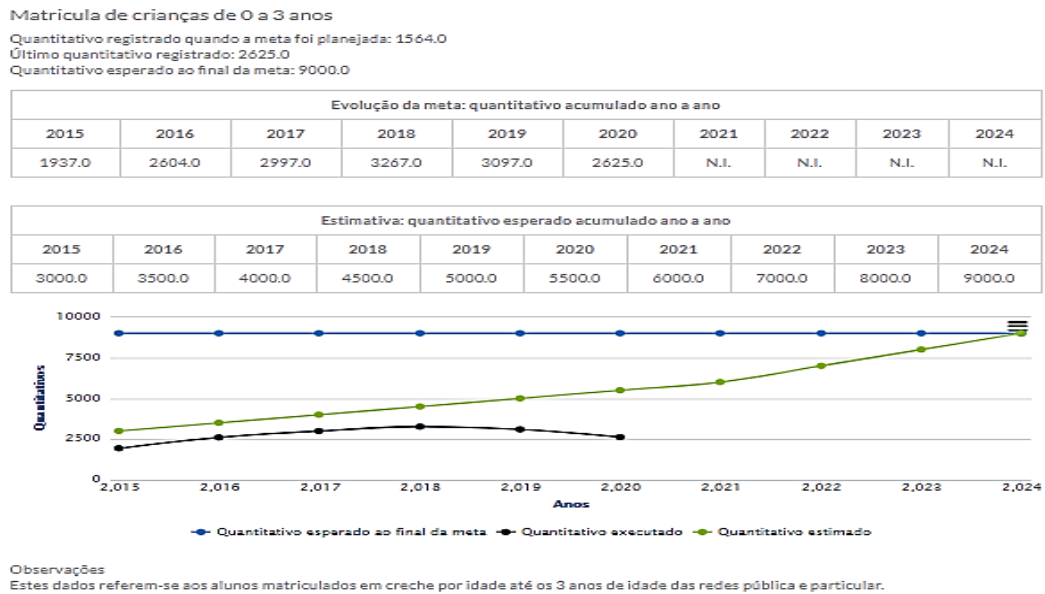 Matrícula de crianças de 0 a 3 anos
Quantitativo registrado quando a meta foi planejada: 1564.0
Último quantitativo registrado: 2625.0
Quantitativo esperado ao final da meta: 9000.0
Evolução da meta: quantitativo acumulado ano a ano
2015 2016 2017 2018 2019 2020 2021 2022 2023 2024
1937.0 2604.0 2997.0 3267.0 3097.0 2625.0 N.I. N.I. N.I. N.I.
Estimativa: quantitativo esperado acumulado ano a ano
2015 2016 2017 2018 2019 2020 2021 2022 2023 2024
3000.0 3500.0 4000.0 4500.0 5000.0 5500.0 6000.0 7000.0 8000.0 9000.0
10000
7500
5000
2500
0
Quantitativos
2,015 2,016 2,017 2,018 2,019 2,020 2,021 2,022 2,023 2,024
Anos
Quantitativo esperado ao final da meta Quantitativo executado Quantitativo estimado
Observações
Estes dados referem-se aos alunos matriculados em creche por idade até os 3 anos de idade das redes pública e particular.